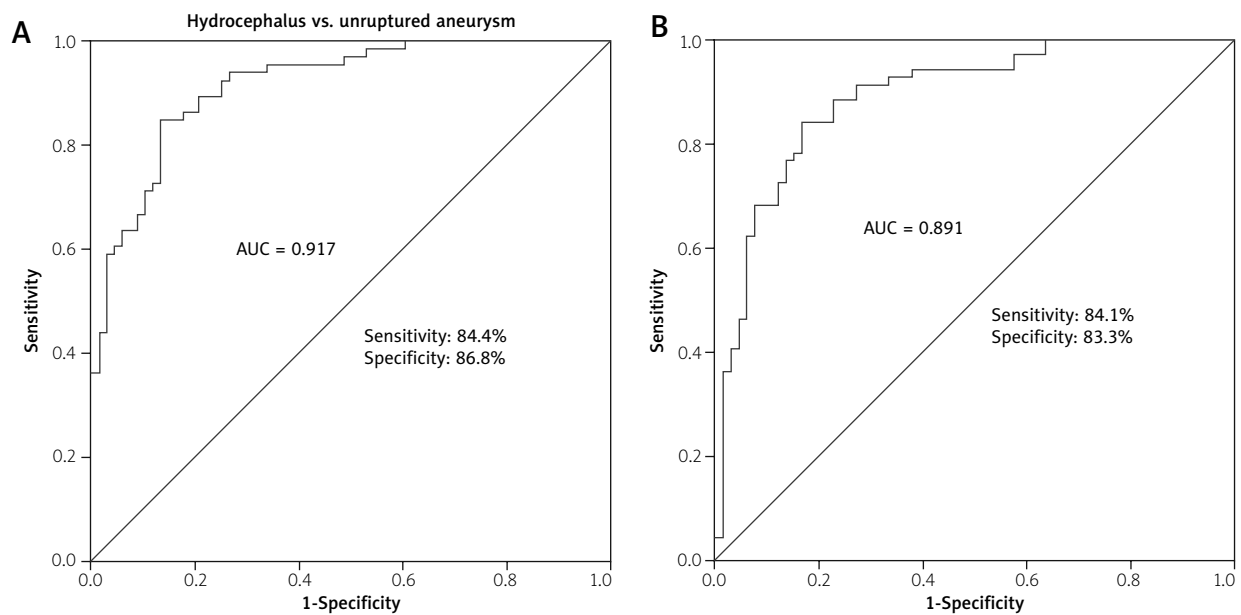 A
Hydrocephalus vs. unruptured aneurysm
1.0
0.8
0.6
0.4
0.2
0.0
Sensitivity
AUC = 0.917
Sensitivity: 84.4%
Specificity: 86.8%
0.0 0.2 0.4 0.6 0.8 1.0
1-Specificity
B
1.0
0.8
0.6
0.4
0.2
0.0
Sensitivity
AUC = 0.891
Sensitivity: 84.1%
Specificity: 83.3%
0.0 0.2 0.4 0.6 0.8 1.0
1-Specificity